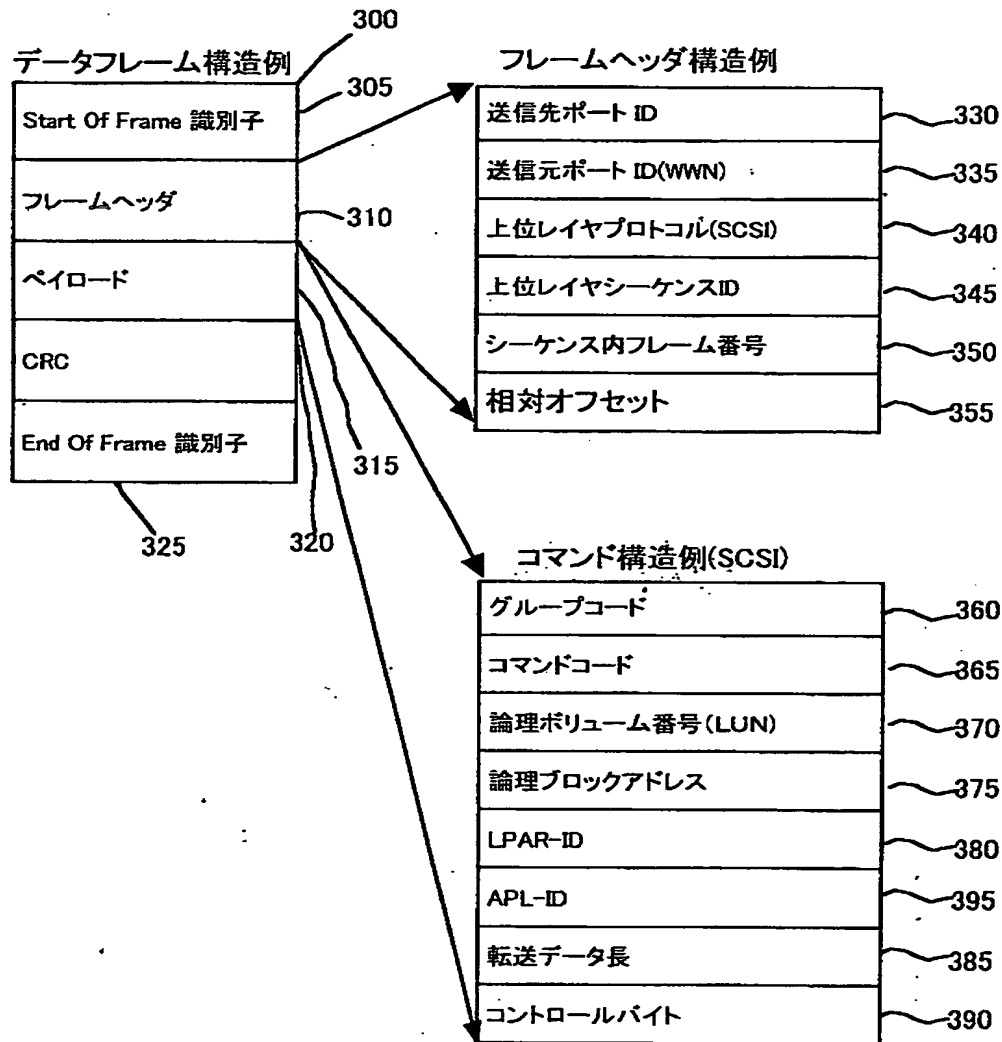 300
データフレーム構造例
305
Start Of Frame 識別子
フレームヘッダ
310
ペイロード
CRC
End Of Frame 識別子
315
320
325
フレームヘッダ構造例
送信先ポート ID
330
送信元ポート ID(WWN)
335
上位レイヤプロトコル(SCSI)
340
上位レイヤシーケンスID
345
シーケンス内フレーム番号
350
相対オフセット
355
コマンド構造例(SCSI)
グループコード
360
コマンドコード
365
論理ボリューム番号(LUN)
370
論理ブロックアドレス
375
LPAR-ID
380
APL-ID
395
転送データ長
385
コントロールバイト
390